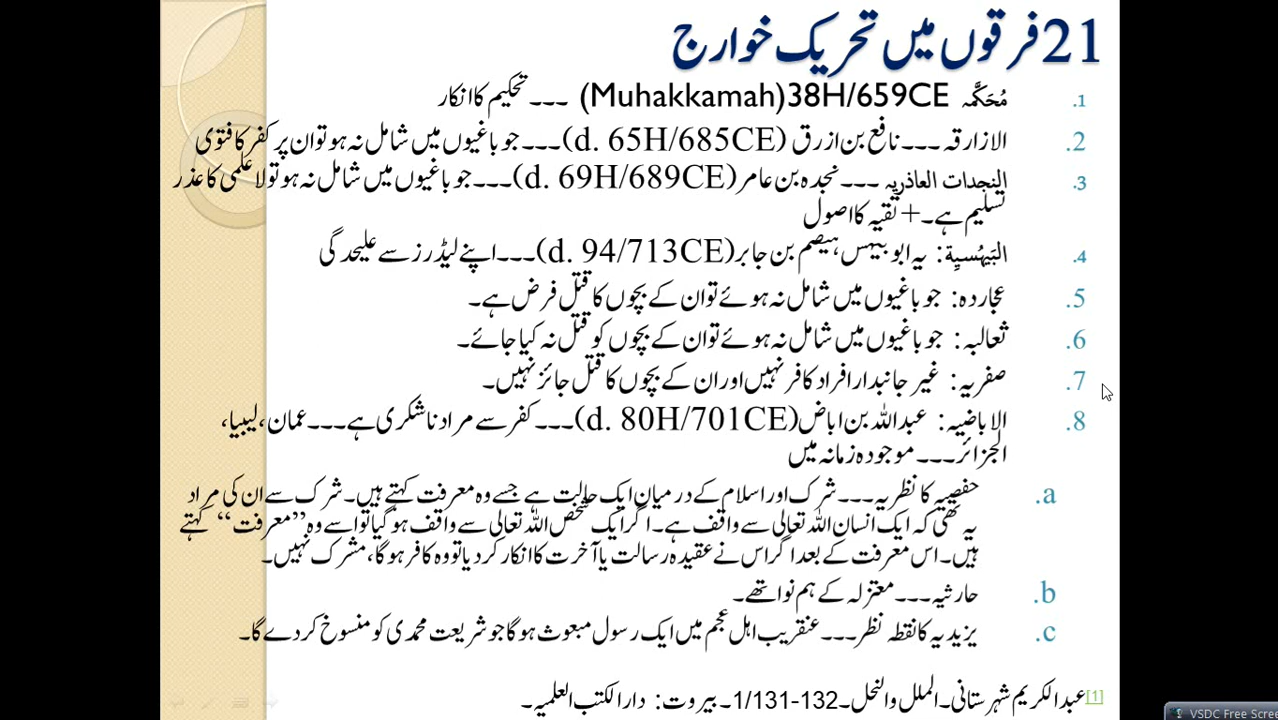 21 فرقوں میں تحریک خوارج
1. مُحَکَّمہ 38H/659CE (Muhakkamah) ۔۔۔ تحکیم کا انکار
2. الازارقہ ۔۔۔ نافع بن ازرق (d. 65H/685CE)۔۔۔ جو باغیوں میں شامل نہ ہو تو ان پر کفر کا فتویٰ
3. النجدات العاذریہ ۔۔۔ نجدہ بن عامر (d. 69H/689CE)۔۔۔ جو باغیوں میں شامل نہ ہو تو لاعلمی کا عذر
تسلیم ہے۔ + تقیہ کا اصول
4. البَیہُسیِة: یہ ابو بیہس ہیصم بن جابر (d. 94/713CE)۔۔۔ اپنے لیڈرز سے علیحدگی
5. عجاردہ: جو باغیوں میں شامل نہ ہوئے تو ان کے بچوں کا قتل فرض ہے۔
6. ثعالبہ: جو باغیوں میں شامل نہ ہوئے تو ان کے بچوں کو قتل نہ کیا جائے۔
7. صفریہ: غیر جانبدار افراد کافر نہیں اور ان کے بچوں کا قتل جائز نہیں۔
8. الاباضیہ: عبداللہ بن اباض (d. 80H/701CE)۔۔۔ کفر سے مراد ناشکری ہے۔۔۔ عمان، لیبیا،
الجزائر۔۔۔ موجودہ زمانہ میں
a. حفصیہ کا نظریہ۔۔۔ شرک اور اسلام کے درمیان ایک حالت ہے جسے وہ معرفت کہتے ہیں۔ شرک سے ان کی مراد
یہ تھی کہ ایک انسان اللہ تعالی سے واقف ہے۔ اگر ایک شخص اللہ تعالی سے واقف ہو گیا تو اسے وہ ”معرفت“ کہتے
ہیں۔ اس معرفت کے بعد اگر اس نے عقیدہ رسالت یا آخرت کا انکار کر دیا تو وہ کافر ہو گا، مشرک نہیں۔
b. حارثیہ ۔۔۔ معتزلہ کے ہم نوا تھے۔
c. یزیدیہ کا نقطہ نظر۔۔۔ عنقریب اہل عجم میں ایک رسول مبعوث ہو گا جو شریعت محمدی کو منسوخ کر دے گا۔
[1] عبدالکریم شہرستانی۔ الملل والنحل۔ 1/131-132۔ بیروت: دارالکتب العلمیہ۔
VSDC Free Scree